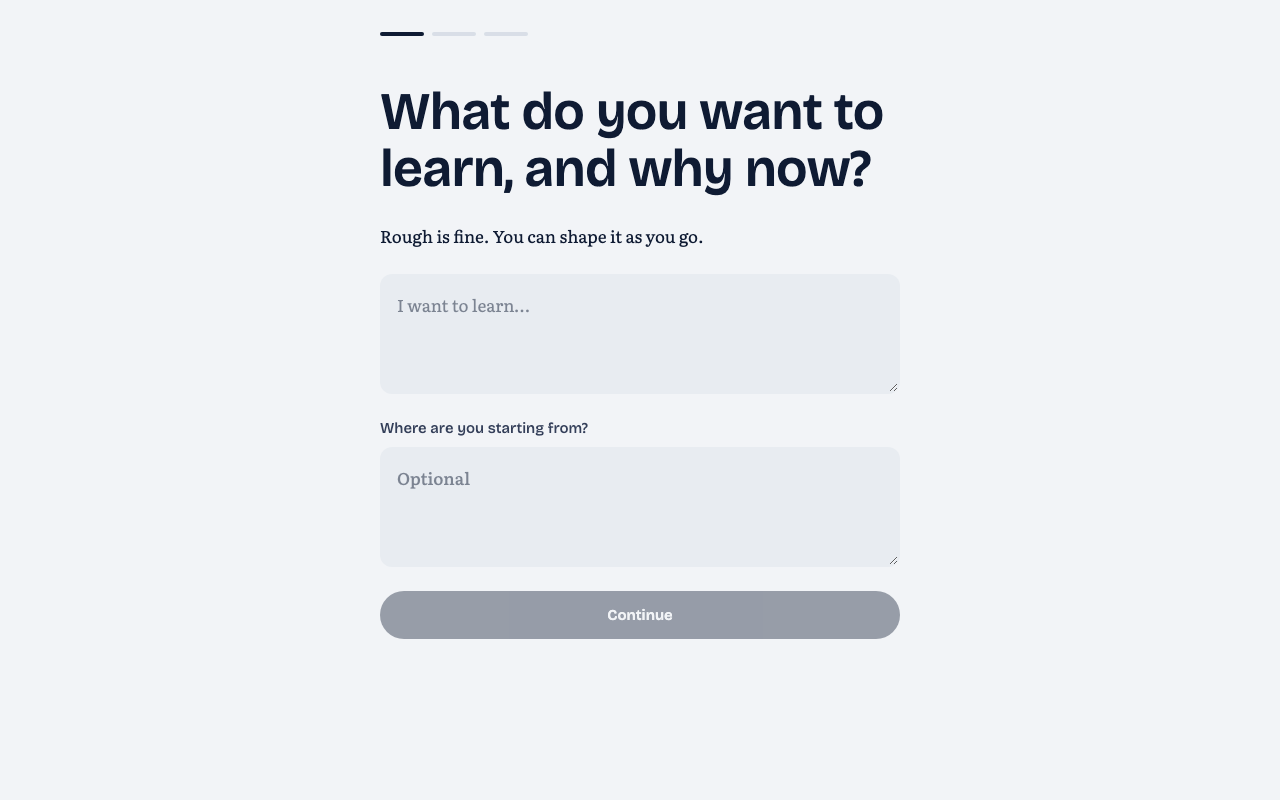 What do you want to
learn, and why now?
Rough is fine. You can shape it as you go.
I want to learn…
Where are you starting from?
Optional
Continue